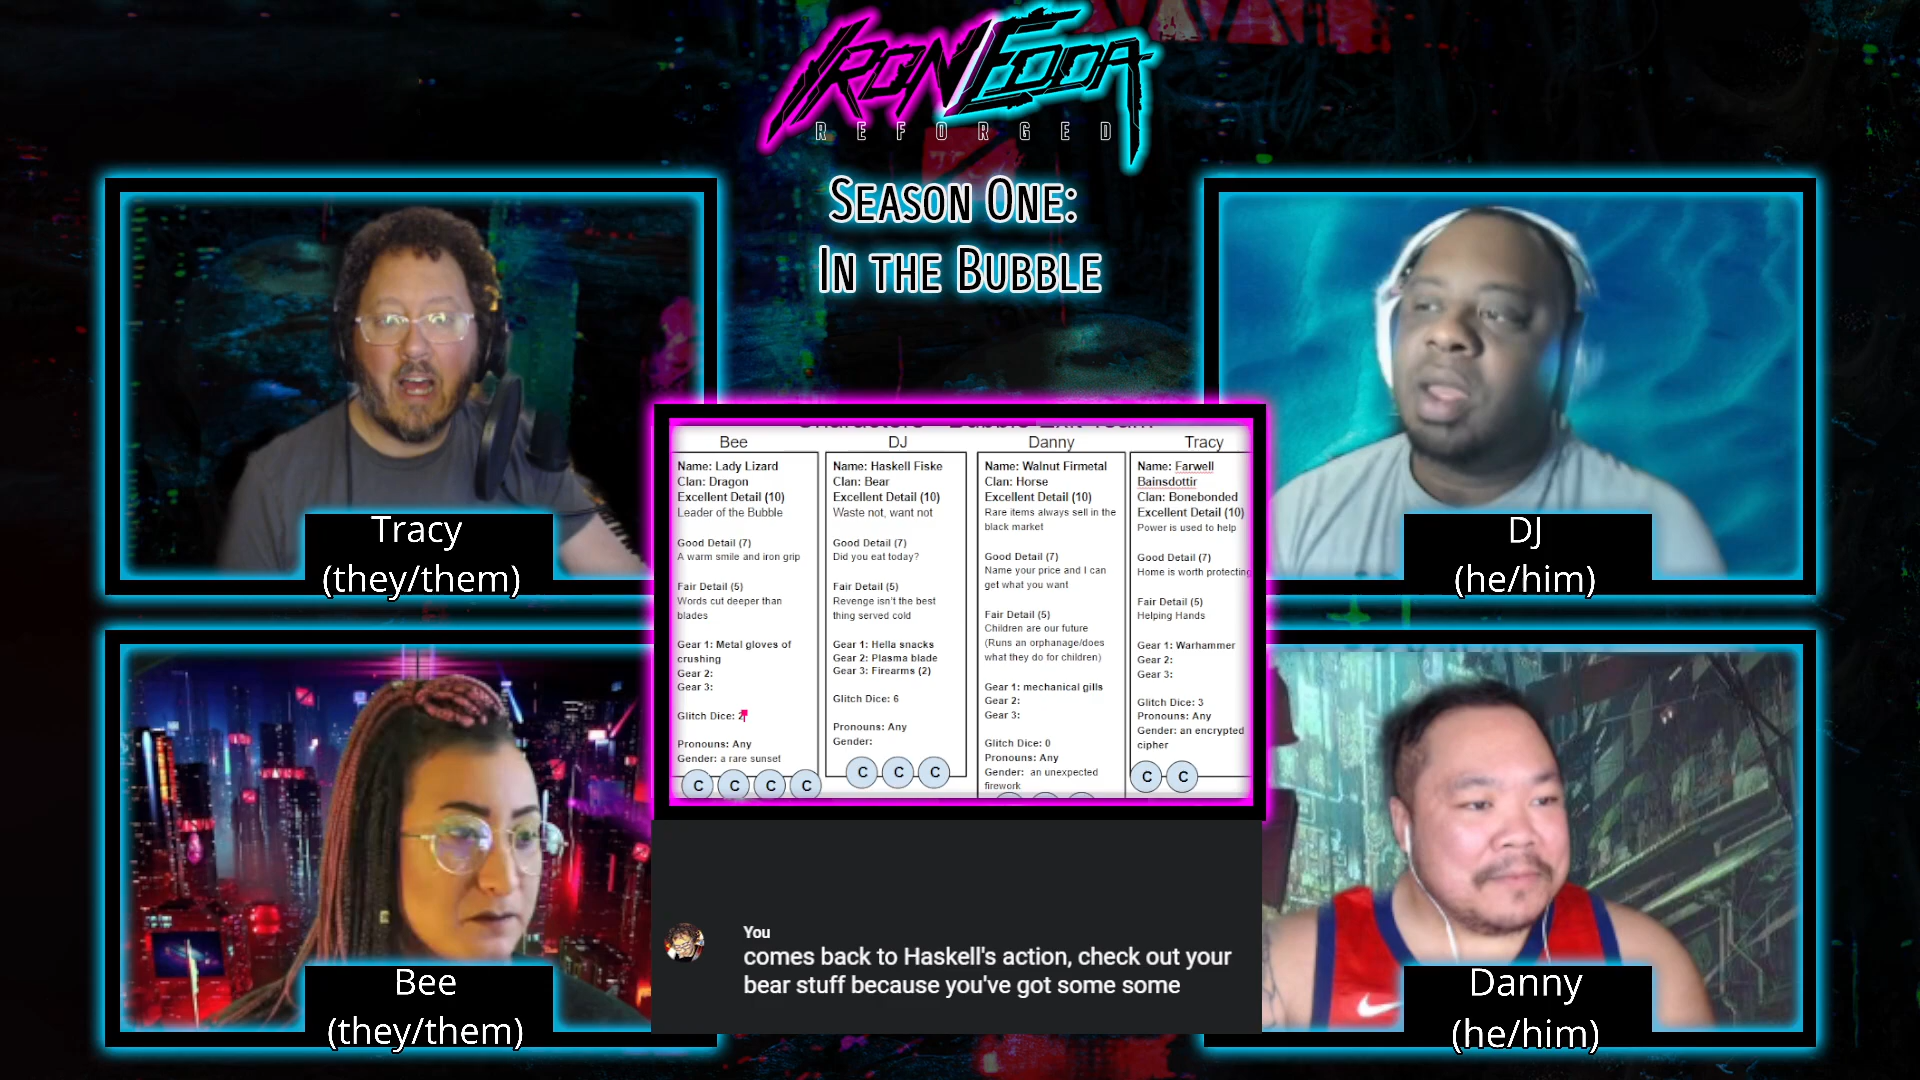 IRON EDDA
REFORGED
SEASON ONE:
IN THE BUBBLE
Tracy
(they/them)
DJ
(he/him)
Bee
(they/them)
Danny
(he/him)
Characters - Bubble Exit Team
Bee
Name: Lady Lizard
Clan: Dragon
Excellent Detail (10)
Leader of the Bubble
Good Detail (7)
A warm smile and iron grip
Fair Detail (5)
Words cut deeper than
blades
Gear 1: Metal gloves of
crushing
Gear 2:
Gear 3:
Glitch Dice: 2
Pronouns: Any
Gender: a rare sunset
C C C C
DJ
Name: Haskell Fiske
Clan: Bear
Excellent Detail (10)
Waste not, want not
Good Detail (7)
Did you eat today?
Fair Detail (5)
Revenge isn't the best
thing served cold
Gear 1: Hella snacks
Gear 2: Plasma blade
Gear 3: Firearms (2)
Glitch Dice: 6
Pronouns: Any
Gender:
C C C
Danny
Name: Walnut Firmetal
Clan: Horse
Excellent Detail (10)
Rare items always sell in the
black market
Good Detail (7)
Name your price and I can
get what you want
Fair Detail (5)
Children are our future
(Runs an orphanage/does
what they do for children)
Gear 1: mechanical gills
Gear 2:
Gear 3:
Glitch Dice: 0
Pronouns: Any
Gender: an unexpected
firework
Tracy
Name: Farwell
Bainsdottir
Clan: Bonebonded
Excellent Detail (10)
Power is used to help
Good Detail (7)
Home is worth protecting
Fair Detail (5)
Helping Hands
Gear 1: Warhammer
Gear 2:
Gear 3:
Glitch Dice: 3
Pronouns: Any
Gender: an encrypted
cipher
C C
You
comes back to Haskell's action, check out your
bear stuff because you've got some some